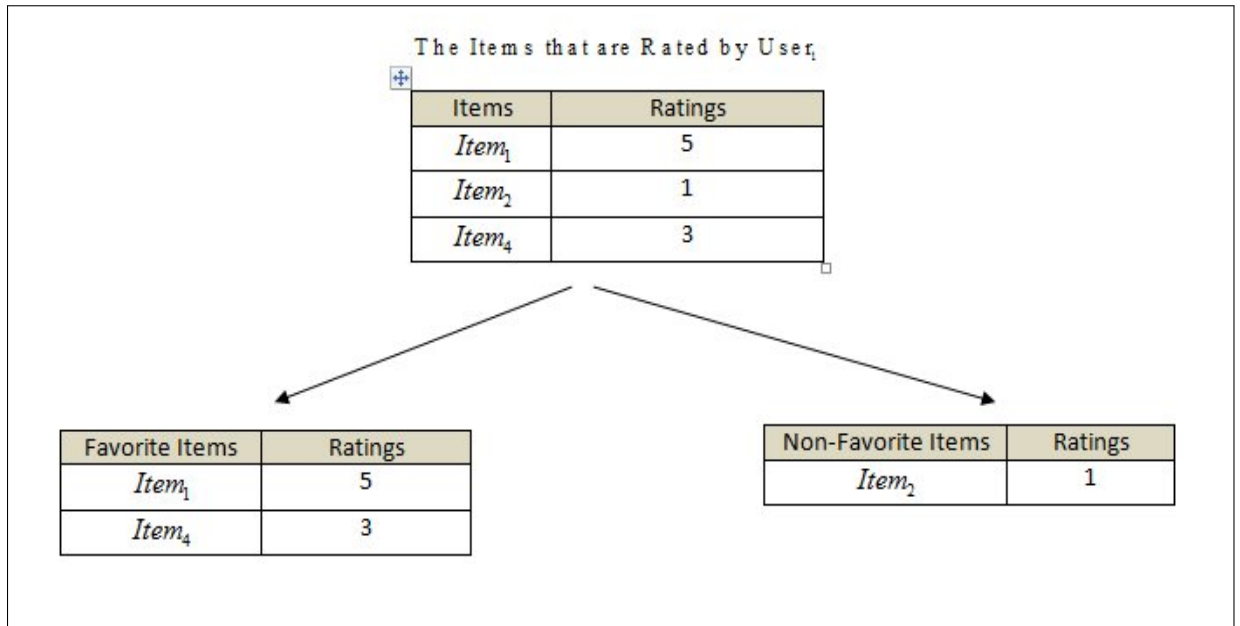 The Items that are Rated by User₁
Items Ratings
Item₁ 5
Item₂ 1
Item₄ 3
Favorite Items Ratings
Item₁ 5
Item₄ 3
Non-Favorite Items Ratings
Item₂ 1